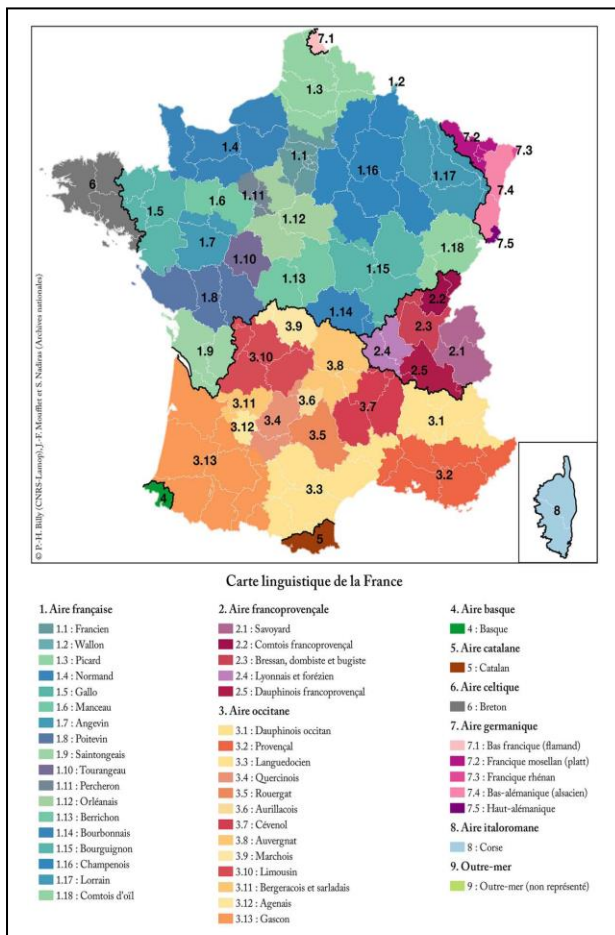 7.1
1.3
1.2
7.2
7.3
1.4
1.1
1.16
1.17
7.4
6
1.5
1.6
1.11
1.12
7.5
1.7
1.10
1.18
1.8
1.13
1.15
2.2
1.14
2.3
3.9
2.4
2.1
1.9
3.10
3.8
2.5
3.11
3.6
3.7
3.12
3.4
3.1
3.5
3.13
3.2
3.3
4
5
8
© P.-H. Billy (CNRS-Lamop), J.-F. Moufflet et S. Nadiras (Archives nationales)
Carte linguistique de la France
1. Aire française
1.1 : Francien
1.2 : Wallon
1.3 : Picard
1.4 : Normand
1.5 : Gallo
1.6 : Manceau
1.7 : Angevin
1.8 : Poitevin
1.9 : Saintongeais
1.10 : Tourangeau
1.11 : Percheron
1.12 : Orléanais
1.13 : Berrichon
1.14 : Bourbonnais
1.15 : Bourguignon
1.16 : Champenois
1.17 : Lorrain
1.18 : Comtois d'oïl
2. Aire francoprovençale
2.1 : Savoyard
2.2 : Comtois francoprovençal
2.3 : Bressan, dombiste et bugiste
2.4 : Lyonnais et forézien
2.5 : Dauphinois francoprovençal
3. Aire occitane
3.1 : Dauphinois occitan
3.2 : Provençal
3.3 : Languedocien
3.4 : Quercinois
3.5 : Rouergat
3.6 : Aurillacois
3.7 : Cévenol
3.8 : Auvergnat
3.9 : Marchois
3.10 : Limousin
3.11 : Bergeracois et sarladais
3.12 : Agenais
3.13 : Gascon
4. Aire basque
4 : Basque
5. Aire catalane
5 : Catalan
6. Aire celtique
6 : Breton
7. Aire germanique
7.1 : Bas francique (flamand)
7.2 : Francique mosellan (platt)
7.3 : Francique rhénan
7.4 : Bas-alémanique (alsacien)
7.5 : Haut-alémanique
8. Aire italoromane
8 : Corse
9. Outre-mer
9 : Outre-mer (non représenté)